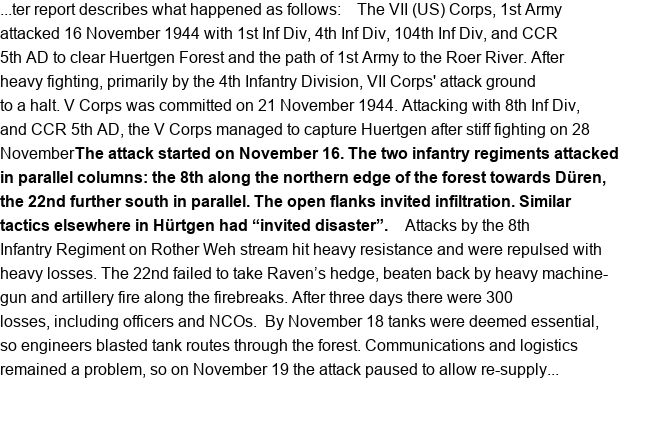 ...ter report describes what happened as follows:    The VII (US) Corps, 1st Army
attacked 16 November 1944 with 1st Inf Div, 4th Inf Div, 104th Inf Div, and CCR
5th AD to clear Huertgen Forest and the path of 1st Army to the Roer River. After
heavy fighting, primarily by the 4th Infantry Division, VII Corps' attack ground
to a halt. V Corps was committed on 21 November 1944. Attacking with 8th Inf Div,
and CCR 5th AD, the V Corps managed to capture Huertgen after stiff fighting on 28
NovemberThe attack started on November 16. The two infantry regiments attacked
in parallel columns: the 8th along the northern edge of the forest towards Düren,
the 22nd further south in parallel. The open flanks invited infiltration. Similar
tactics elsewhere in Hürtgen had “invited disaster”.    Attacks by the 8th
Infantry Regiment on Rother Weh stream hit heavy resistance and were repulsed with
heavy losses. The 22nd failed to take Raven’s hedge, beaten back by heavy machine-
gun and artillery fire along the firebreaks. After three days there were 300
losses, including officers and NCOs.  By November 18 tanks were deemed essential,
so engineers blasted tank routes through the forest. Communications and logistics
remained a problem, so on November 19 the attack paused to allow re-supply...